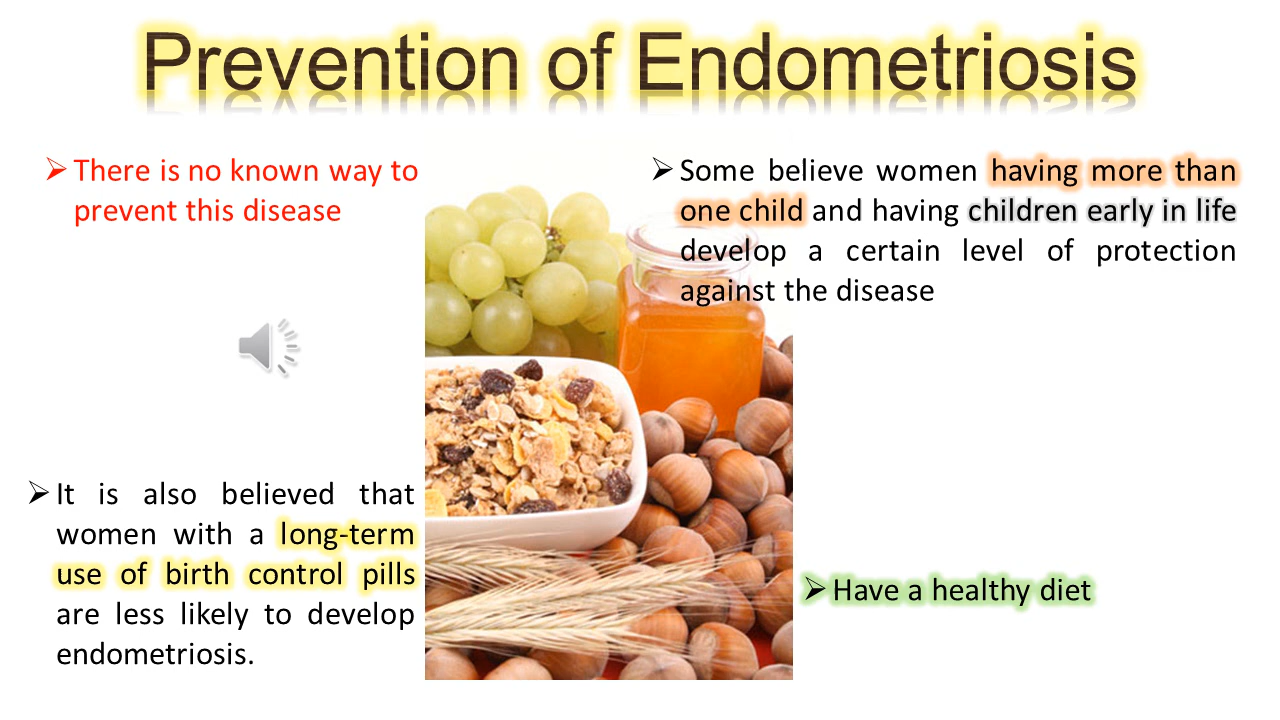 Prevention of Endometriosis
➢ There is no known way to
prevent this disease
➢ Some believe women having more than
one child and having children early in life
develop a certain level of protection
against the disease
➢ It is also believed that
women with a long-term
use of birth control pills
are less likely to develop
endometriosis.
➢ Have a healthy diet